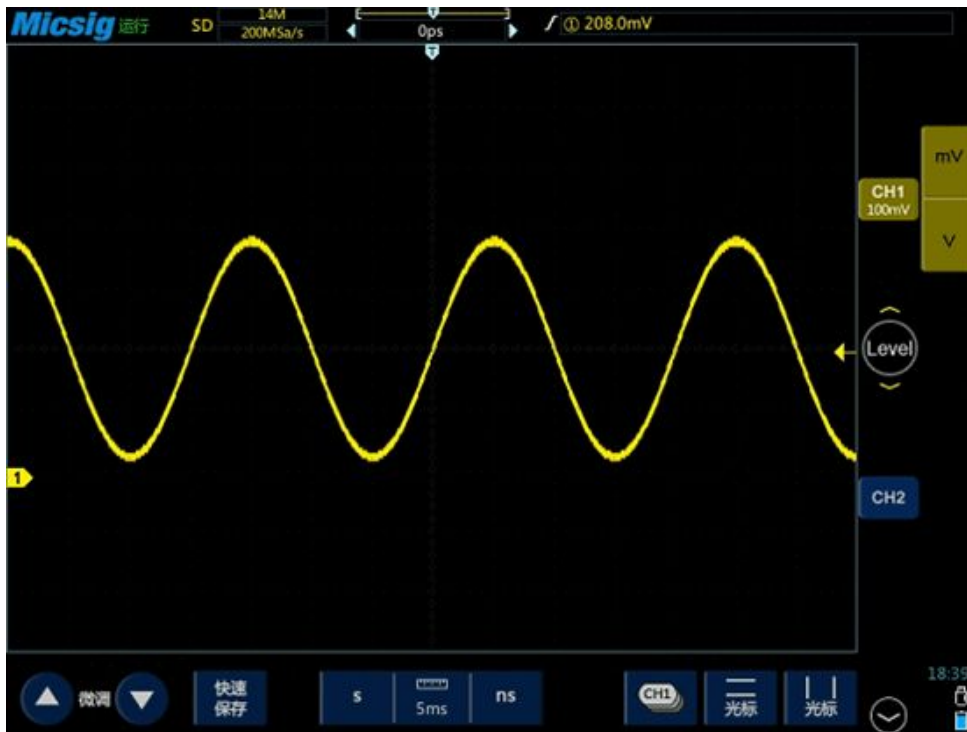 Micsig 运行 SD 14M
200MSa/s
T
0ps
① 208.0mV
T
mV
CH1
100mV
V
Level
1
CH2
18:39
微调
快速
保存
s
5ms
ns
CH1
光标
光标